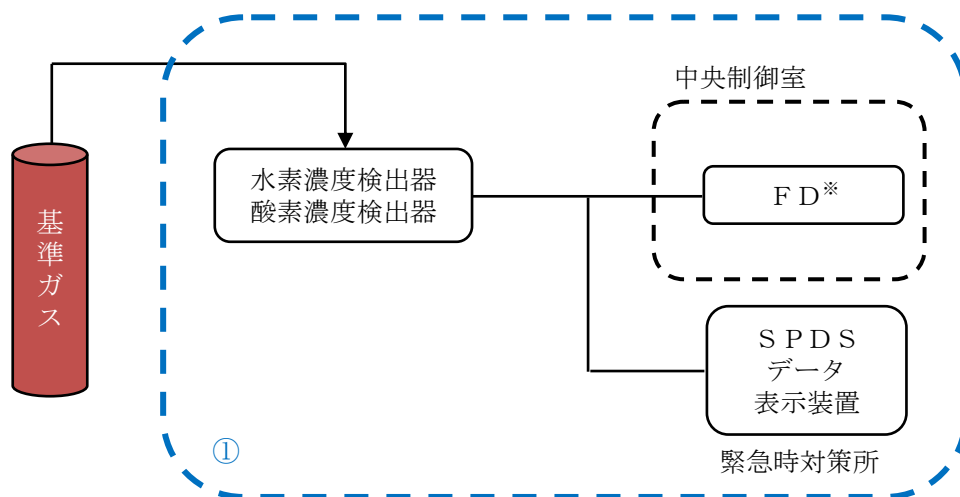 中央制御室
水素濃度検出器
酸素濃度検出器
ＦＤ※
基準ガス
ＳＰＤＳ
データ
表示装置
①
緊急時対策所